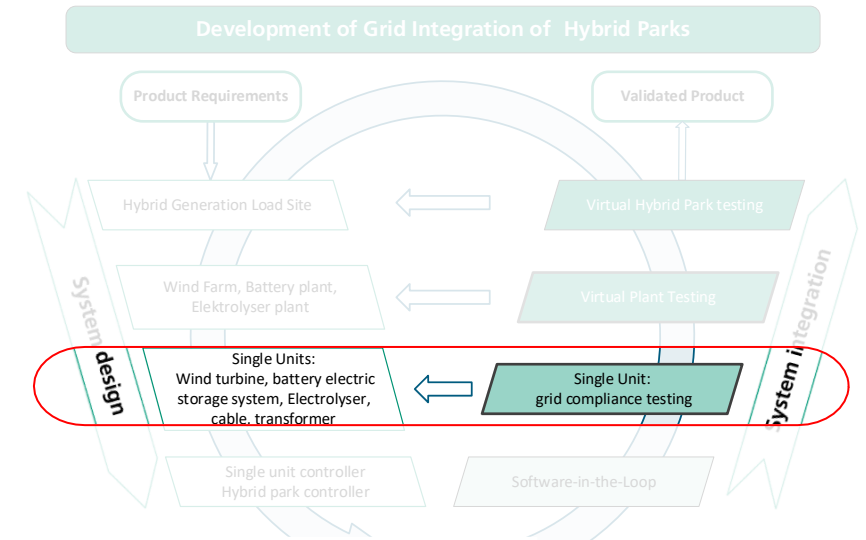 Development of Grid Integration of Hybrid Parks
Product Requirements
Validated Product
Hybrid Generation Load Site
Virtual Hybrid Park testing
Wind Farm, Battery plant,
Elektrolyser plant
Virtual Plant Testing
System design
System integration
Single Units:
Wind turbine, battery electric
storage system, Electrolyser,
cable, transformer
Single Unit:
grid compliance testing
Single unit controller
Hybrid park controller
Software-in-the-Loop